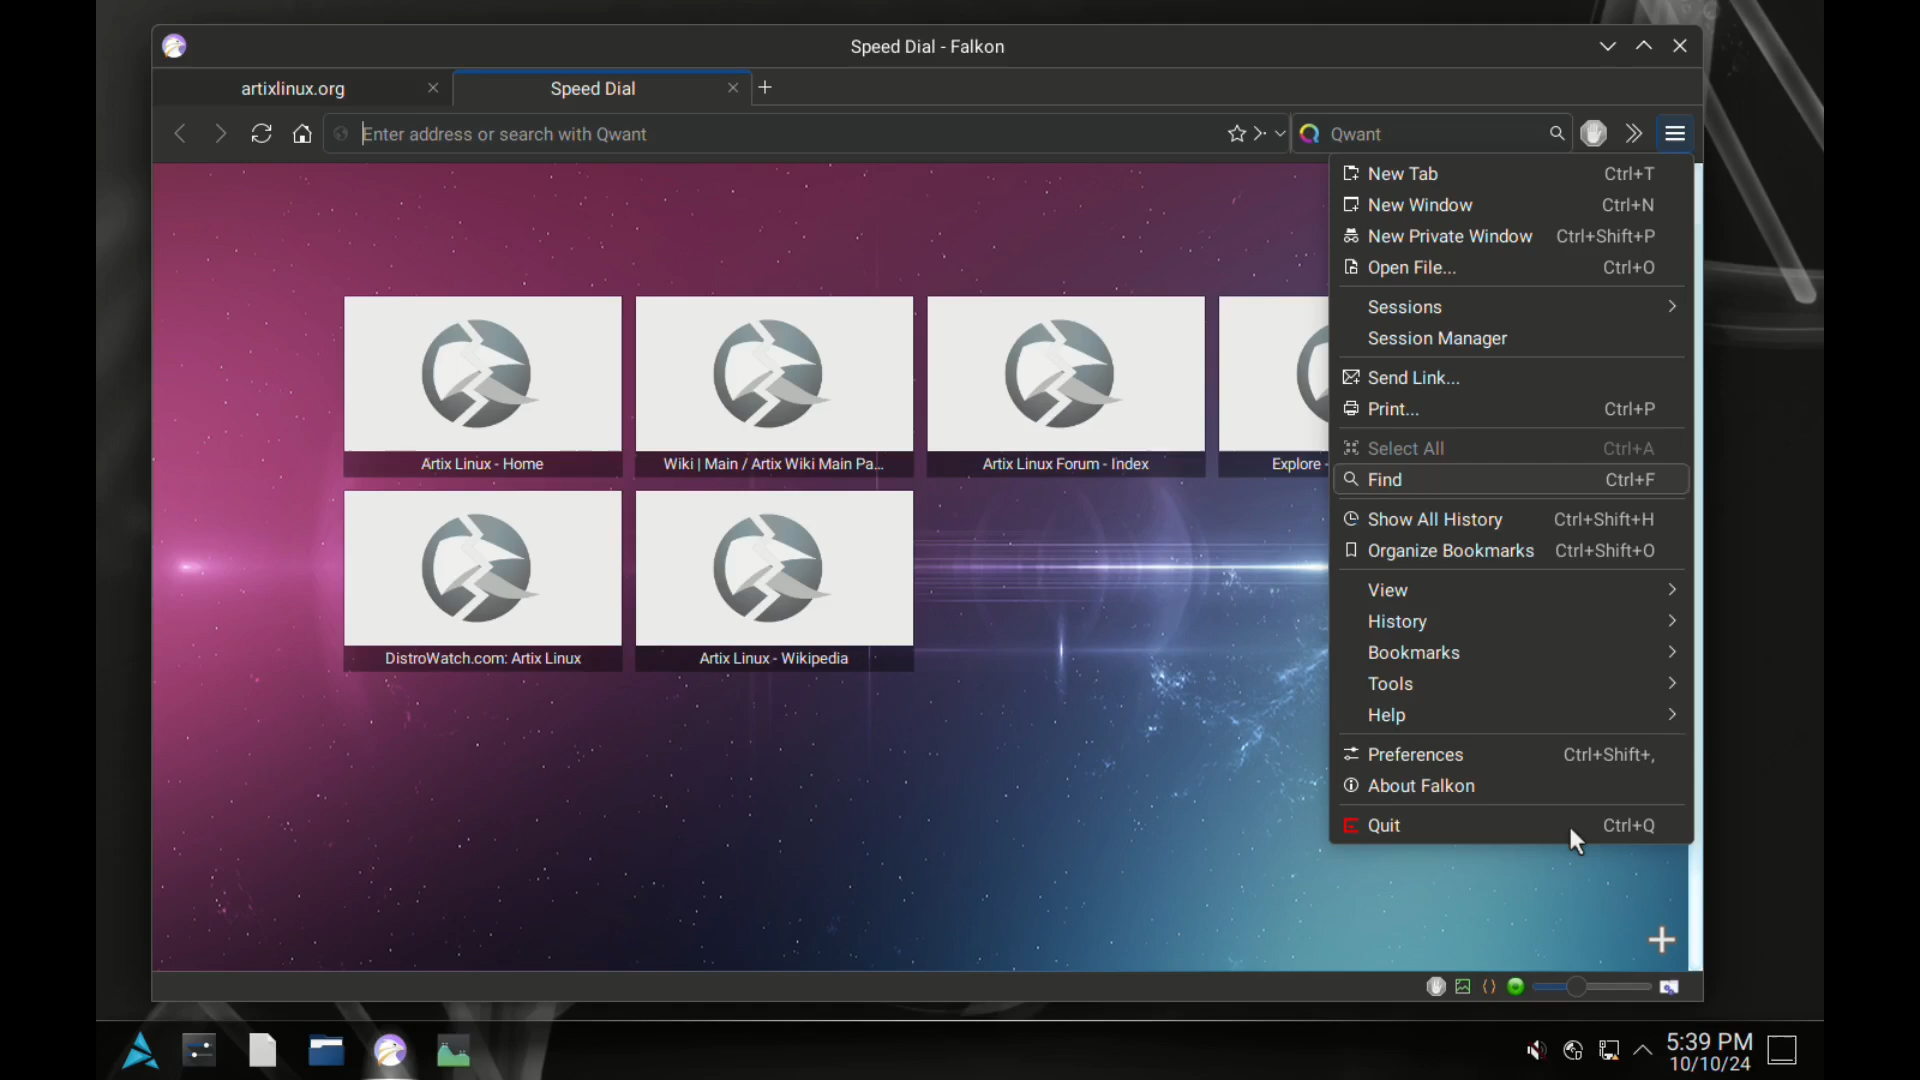 Speed Dial - Falkon
artixlinux.org
Speed Dial
Enter address or search with Qwant
Qwant
New Tab Ctrl+T
New Window Ctrl+N
New Private Window Ctrl+Shift+P
Open File... Ctrl+O
Sessions
Session Manager
Send Link...
Print... Ctrl+P
Select All Ctrl+A
Find Ctrl+F
Show All History Ctrl+Shift+H
Organize Bookmarks Ctrl+Shift+O
View
History
Bookmarks
Tools
Help
Preferences Ctrl+Shift+,
About Falkon
Quit Ctrl+Q
Artix Linux - Home
Wiki | Main / Artix Wiki Main Pa...
Artix Linux Forum - Index
Explore -
DistroWatch.com: Artix Linux
Artix Linux - Wikipedia
5:39 PM
10/10/24